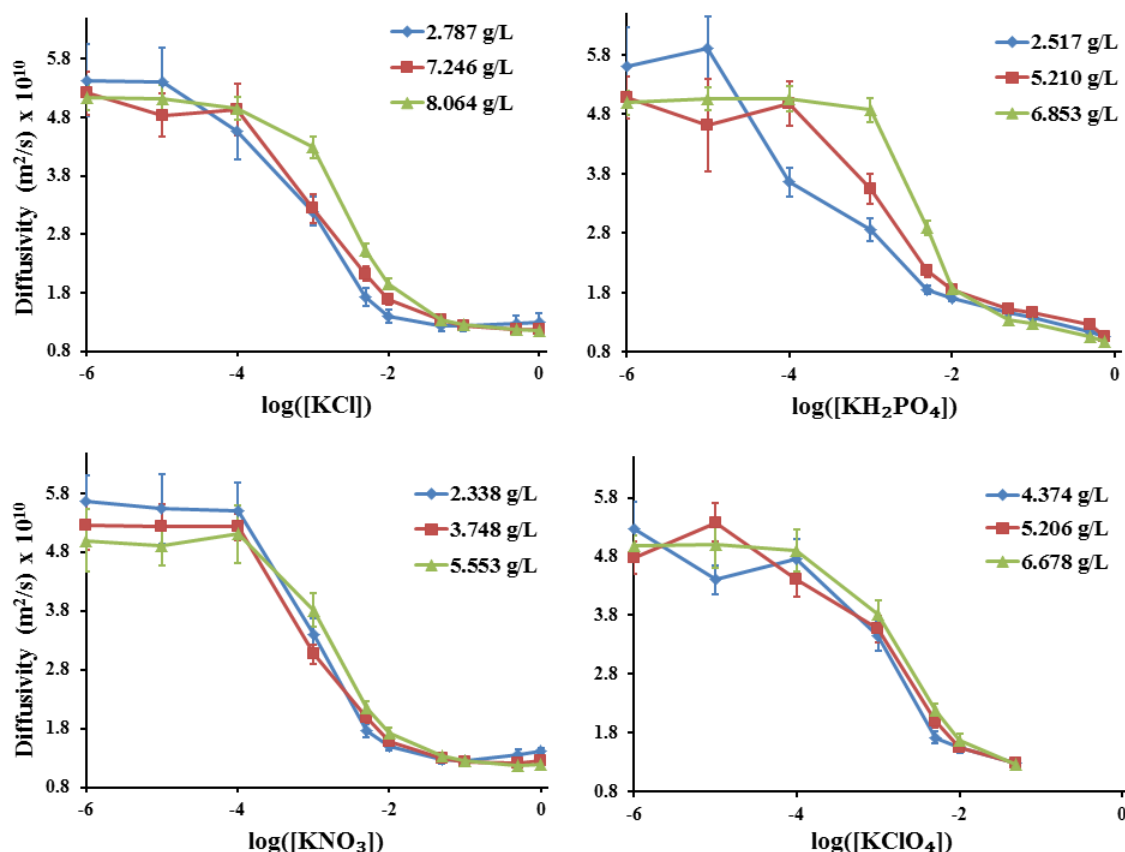 2.787 g/L
7.246 g/L
8.064 g/L
Diffusivity (m²/s) x 10¹⁰
5.8
4.8
3.8
2.8
1.8
0.8
-6
-4
-2
0
log([KCl])
2.517 g/L
5.210 g/L
6.853 g/L
5.8
4.8
3.8
2.8
1.8
0.8
-6
-4
-2
0
log([KH₂PO₄])
2.338 g/L
3.748 g/L
5.553 g/L
Diffusivity (m²/s) x 10¹⁰
5.8
4.8
3.8
2.8
1.8
0.8
-6
-4
-2
0
log([KNO₃])
4.374 g/L
5.206 g/L
6.678 g/L
5.8
4.8
3.8
2.8
1.8
0.8
-6
-4
-2
0
log([KClO₄])